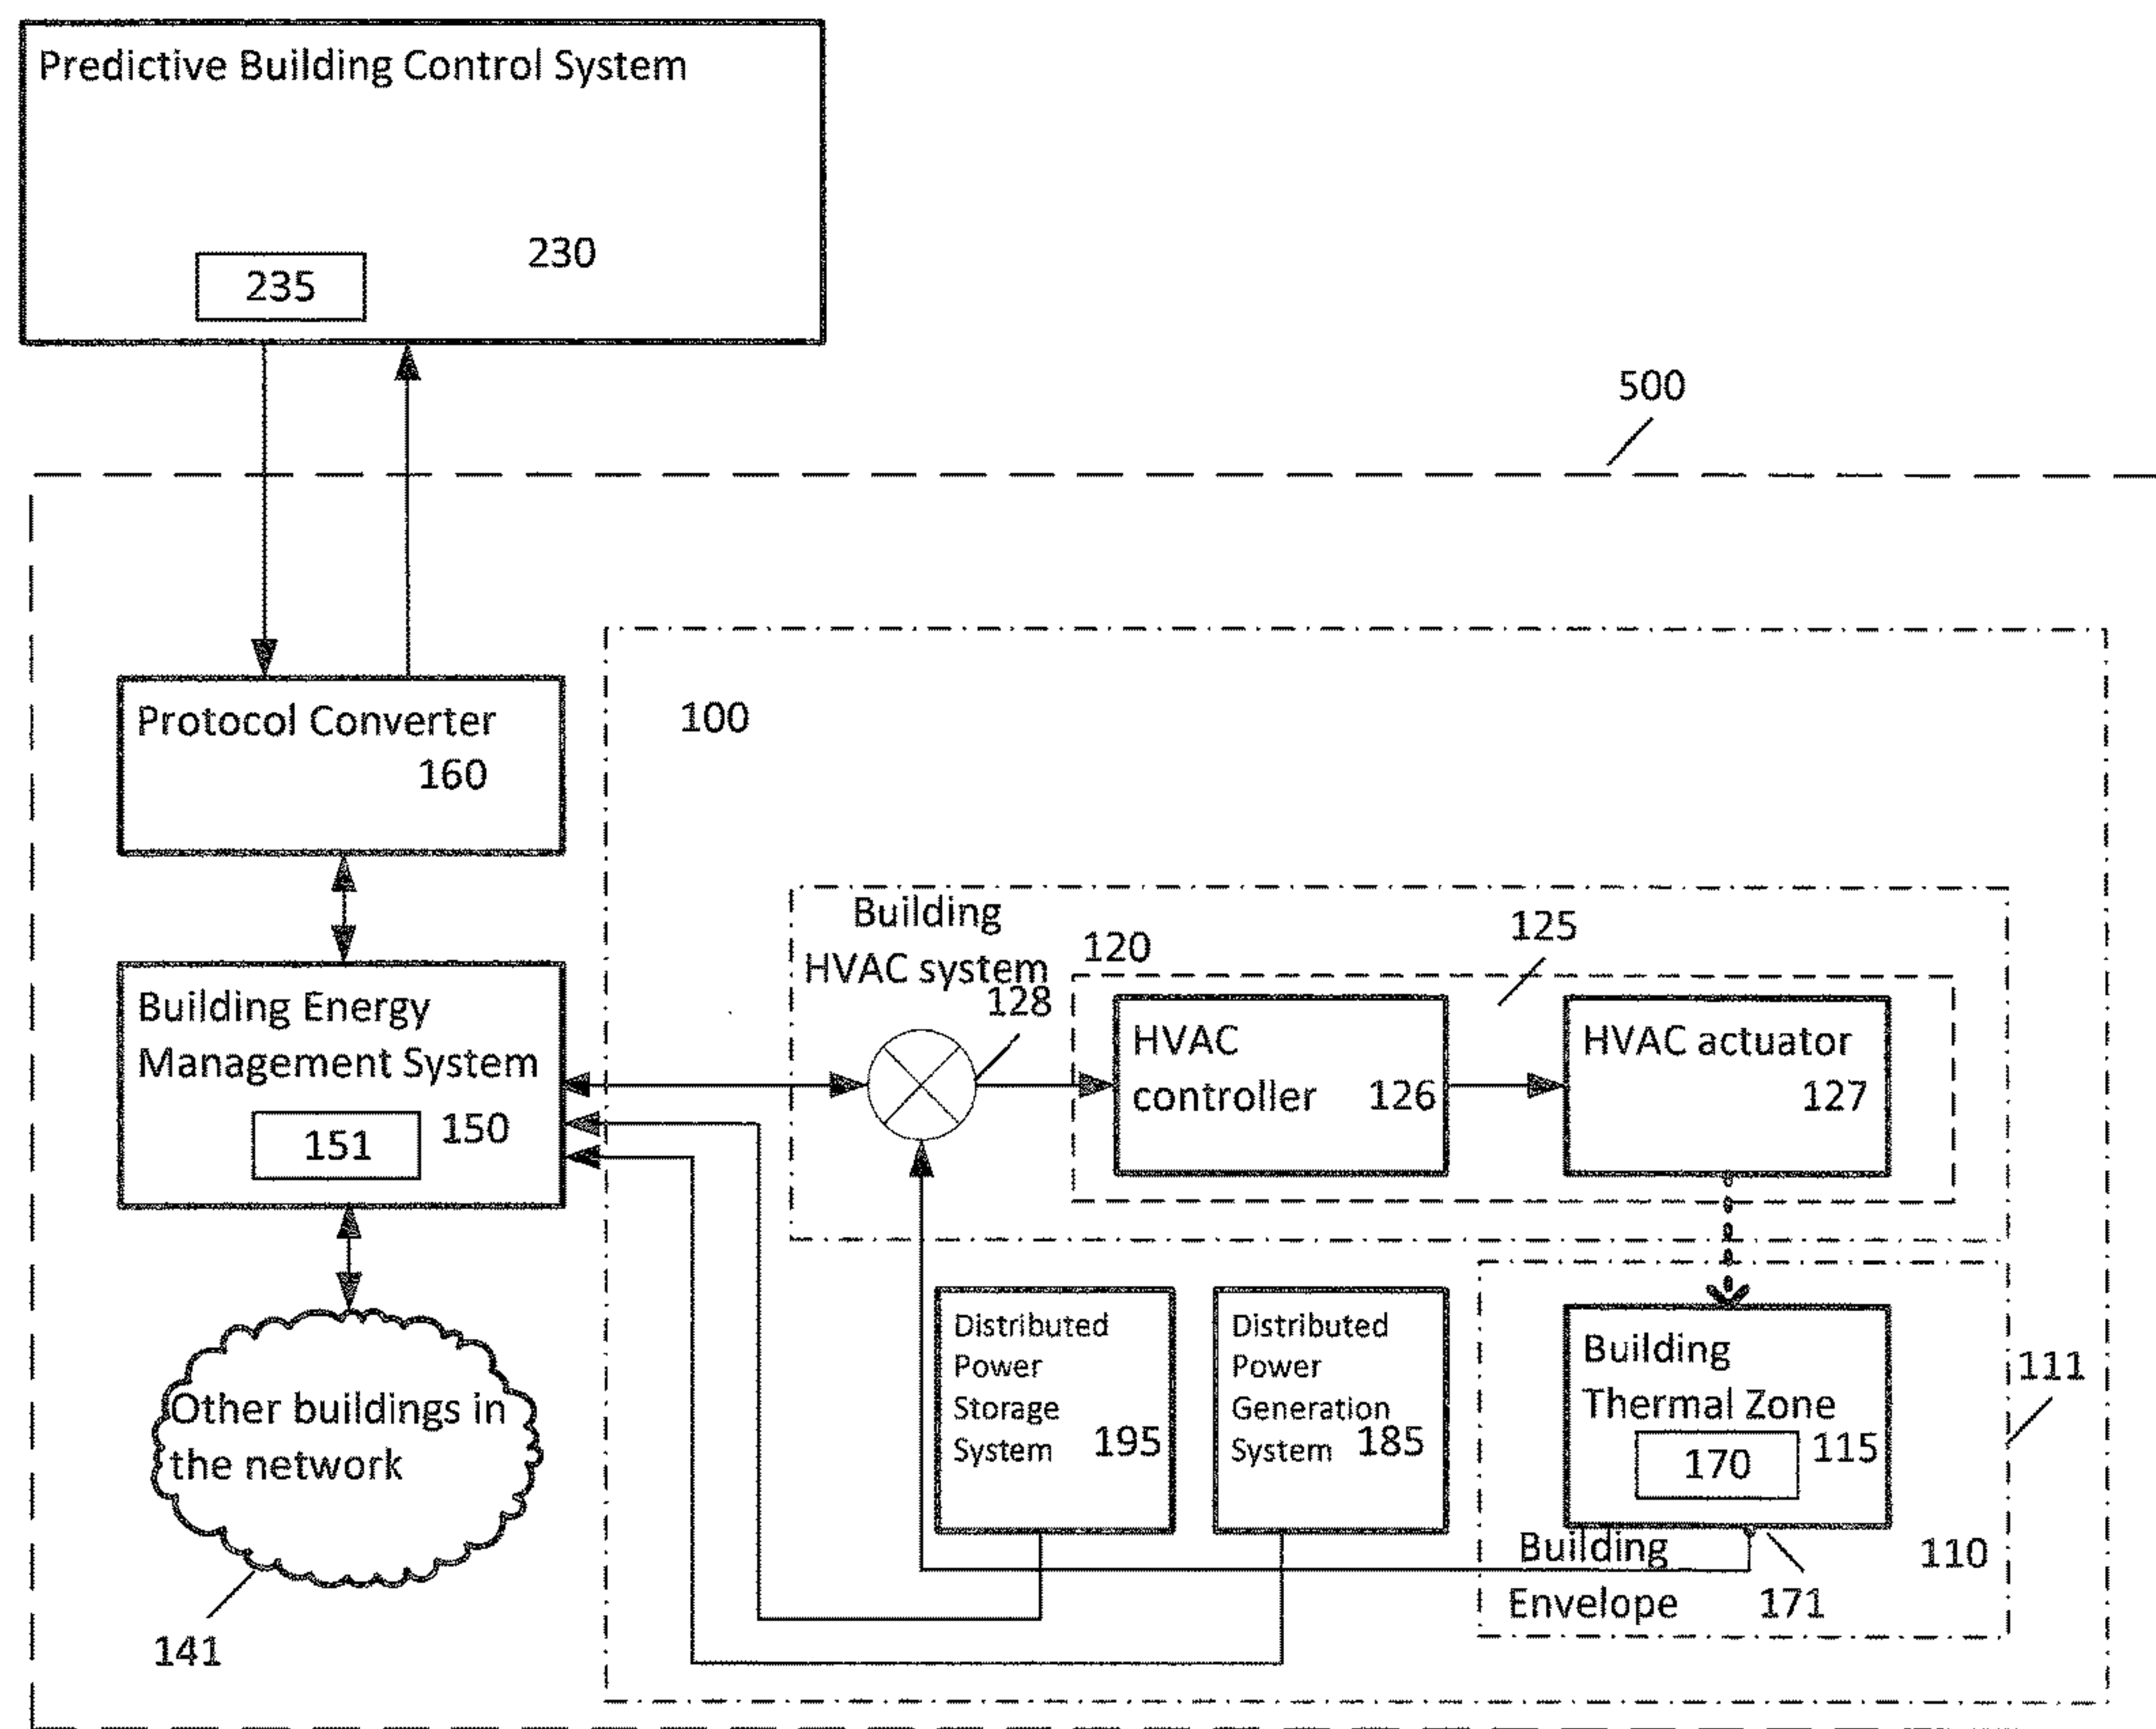 Predictive Building Control System
230
235
500
Protocol Converter
160
100
Building
HVAC system
120
125
128
HVAC
controller
126
HVAC actuator
127
Building Energy
Management System
150
151
Distributed
Power
Storage
System
195
Distributed
Power
Generation
System
185
Building
Thermal Zone
115
170
111
Other buildings in
the network
141
Building
Envelope
110
171